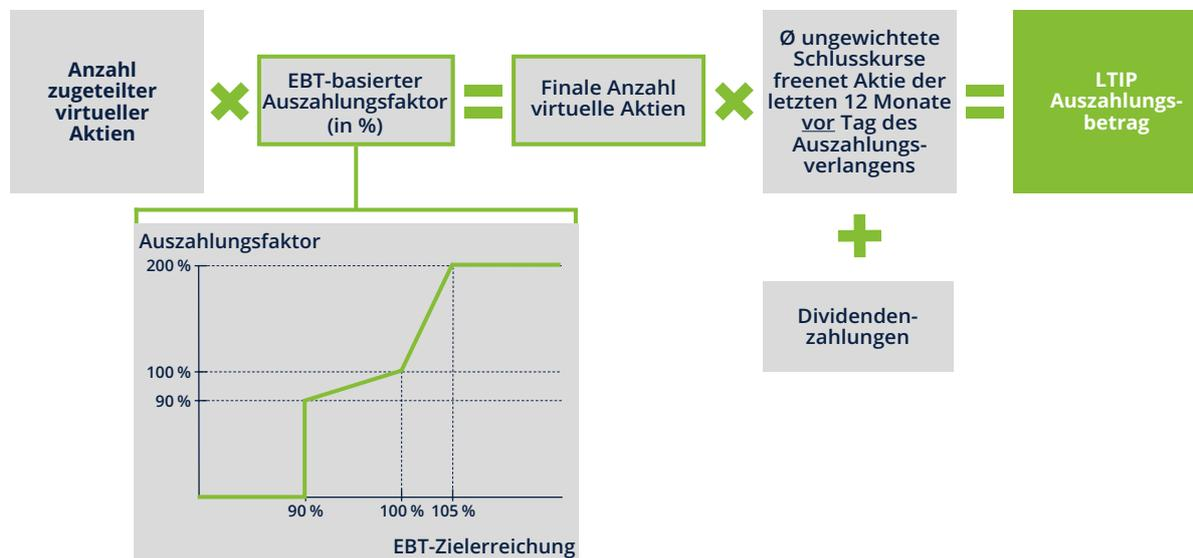 Anzahl
zugeteilter
virtueller
Aktien
EBT-basierter
Auszahlungsfaktor
(in %)
Finale Anzahl
virtuelle Aktien
Ø ungewichtete
Schlusskurse
freenet Aktie der
letzten 12 Monate
vor Tag des
Auszahlungs-
verlangens
LTIP
Auszahlungs-
betrag
Dividenden-
zahlungen
Auszahlungsfaktor
200 %
100 %
90 %
90 % 100 % 105 %
EBT-Zielerreichung